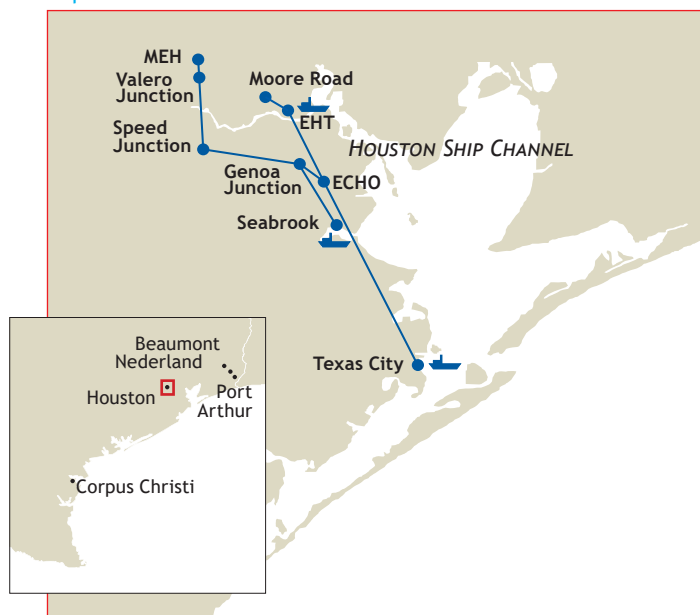 MEH
Valero
Junction
Moore Road
EHT
Speed
Junction
HOUSTON SHIP CHANNEL
Genoa
Junction
ECHO
Seabrook
Texas City
Beaumont
Nederland
Houston
Port
Arthur
Corpus Christi